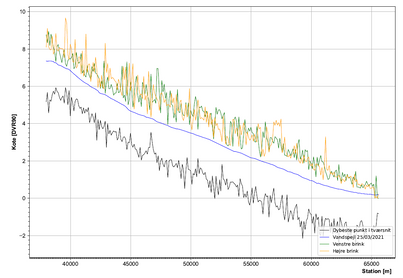 10
8
6
4
2
0
−2
Kote [DVR90]
40000 45000 50000 55000 60000 65000
Station [m]
Dybeste punkt i tværsnit
Vandspejl 25/03/2021
Venstre brink
Højre brink